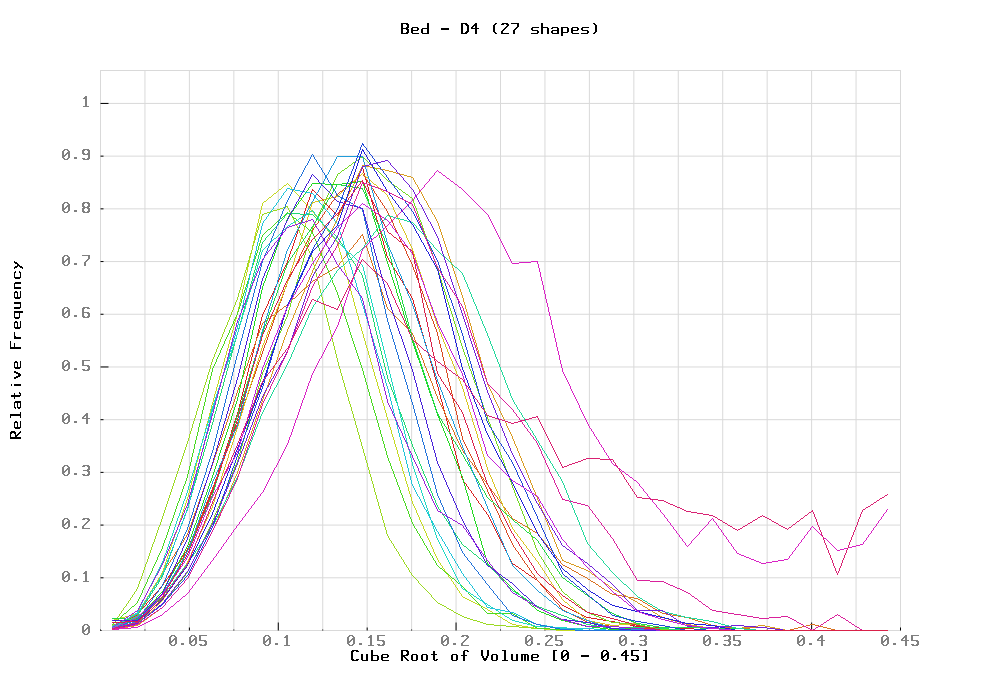 Bed - D4 (27 shapes)
1
0.9
0.8
0.7
0.6
0.5
0.4
0.3
0.2
0.1
0
Relative Frequency
0.05 0.1 0.15 0.2 0.25 0.3 0.35 0.4 0.45
Cube Root of Volume [0 - 0.45]